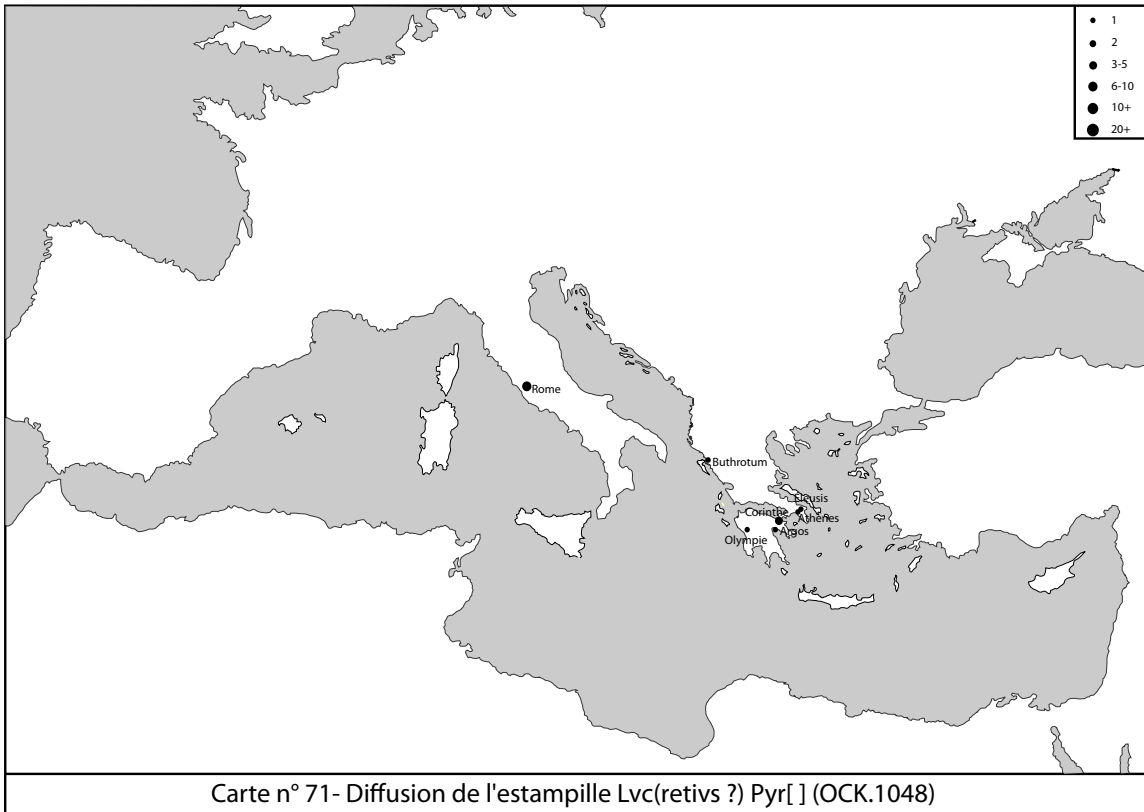 1
2
3-5
6-10
10+
20+
Rome
Buthrotum
Eleusis
Corinthe
Athènes
Argos
Olympie
Carte n° 71- Diffusion de l'estampille Lvc(retivs ?) Pyr[ ] (OCK.1048)